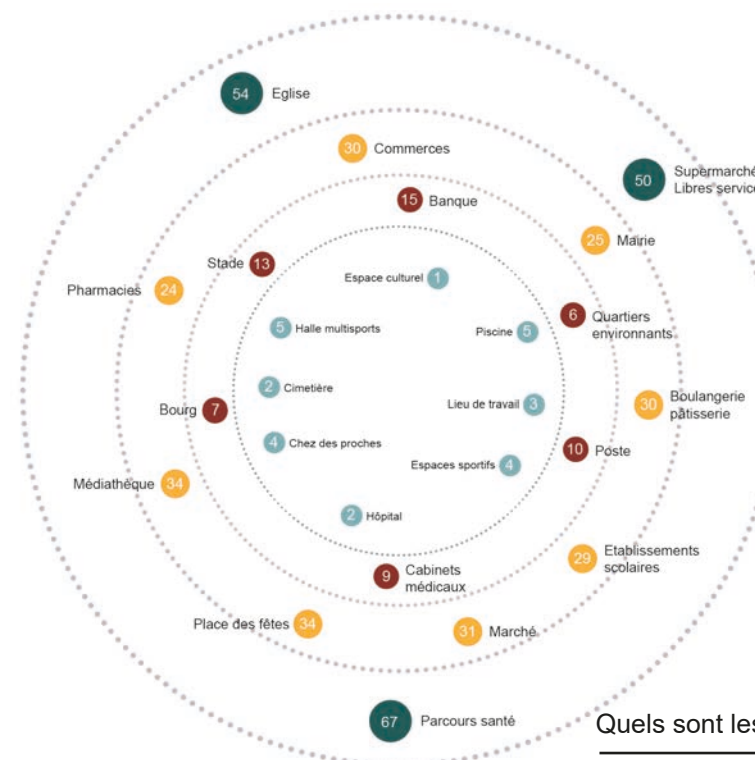 54 Eglise
30 Commerces
50 Supermarché
Libres service
15 Banque
25 Mairie
Stade 13
Espace culturel 1
Pharmacies 24
6 Quartiers
environnants
5 Halle multisports
Piscine 5
2 Cimetière
Bourg 7
Lieu de travail 3
30 Boulangerie
pâtisserie
4 Chez des proches
10 Poste
Espaces sportifs 4
Médiathèque 34
2 Hôpital
29 Etablissements
scolaires
9 Cabinets
médicaux
Place des fêtes 34
31 Marché
67 Parcours santé
Quels sont les